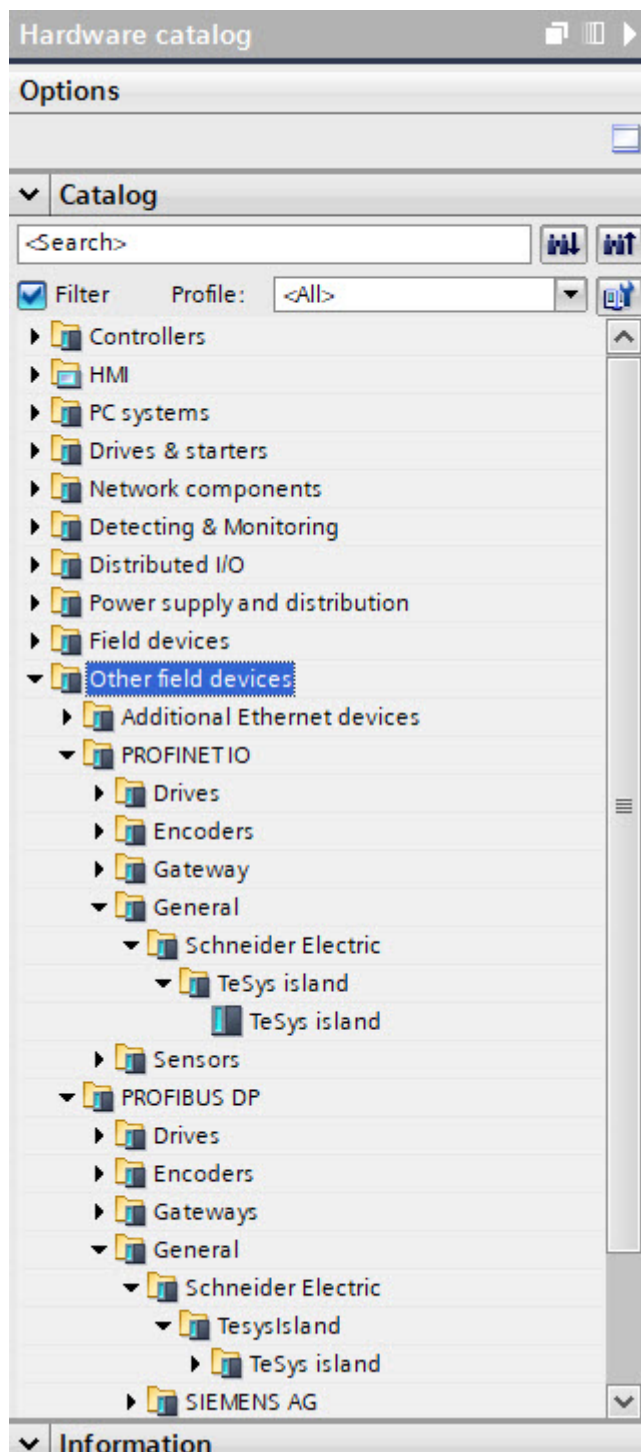 Hardware catalog
Options
Catalog
<Search>
Filter Profile: <All>
Controllers
HMI
PC systems
Drives & starters
Network components
Detecting & Monitoring
Distributed I/O
Power supply and distribution
Field devices
Other field devices
Additional Ethernet devices
PROFINET IO
Drives
Encoders
Gateway
General
Schneider Electric
TeSys island
TeSys island
Sensors
PROFIBUS DP
Drives
Encoders
Gateways
General
Schneider Electric
TesysIsland
TeSys island
SIEMENS AG
Information